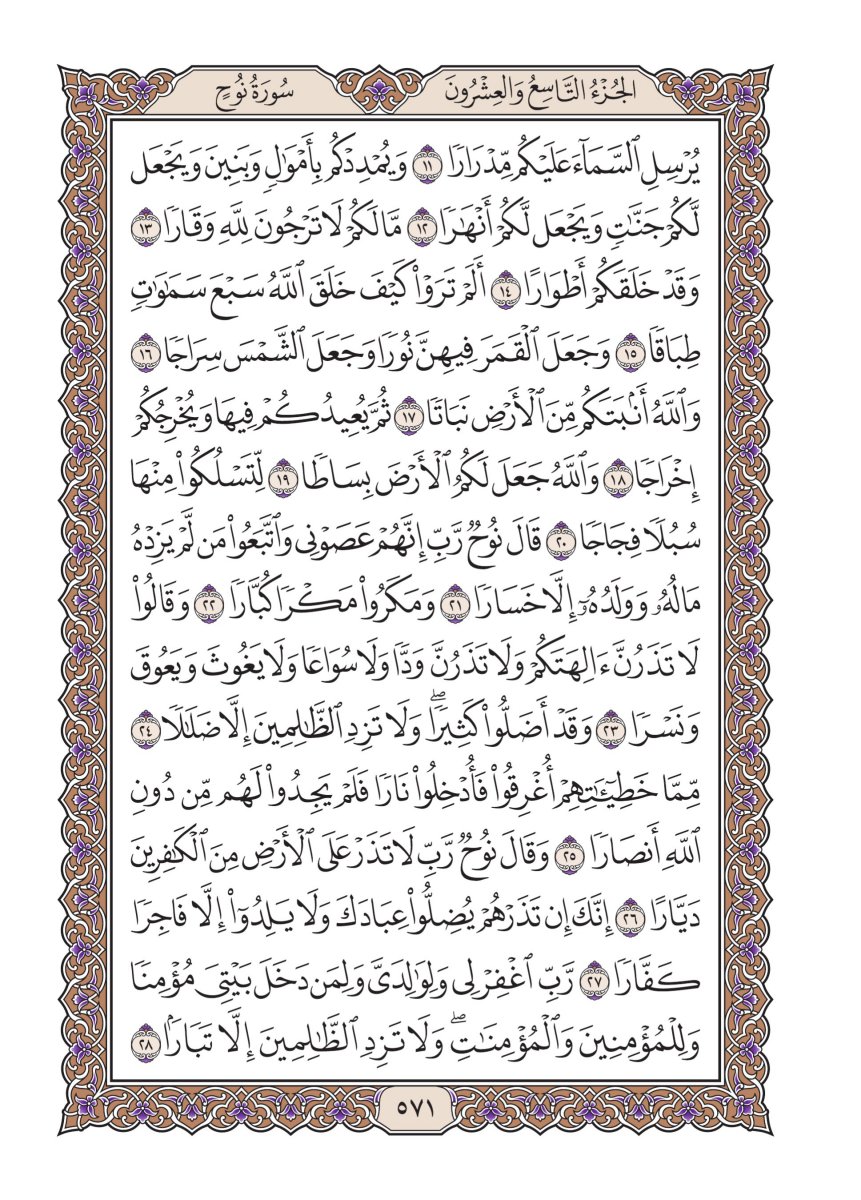 الجُزْءُ التَّاسِعُ وَالعِشْرُونَ
سُورَةُ نُوحٍ
يُرْسِلِ ٱلسَّمَآءَ عَلَيْكُم مِّدْرَارًا ١١ وَيُمْدِدْكُم بِأَمْوَٰلٍ وَبَنِينَ وَيَجْعَل
لَّكُمْ جَنَّٰتٍ وَيَجْعَل لَّكُمْ أَنْهَٰرًا ١٢ مَّا لَكُمْ لَا تَرْجُونَ لِلَّهِ وَقَارًا ١٣
وَقَدْ خَلَقَكُمْ أَطْوَارًا ١٤ أَلَمْ تَرَوْا۟ كَيْفَ خَلَقَ ٱللَّهُ سَبْعَ سَمَٰوَٰتٍ
طِبَاقًا ١٥ وَجَعَلَ ٱلْقَمَرَ فِيهِنَّ نُورًا وَجَعَلَ ٱلشَّمْسَ سِرَاجًا ١٦
وَٱللَّهُ أَنۢبَتَكُم مِّنَ ٱلْأَرْضِ نَبَاتًا ١٧ ثُمَّ يُعِيدُكُمْ فِيهَا وَيُخْرِجُكُمْ
إِخْرَاجًا ١٨ وَٱللَّهُ جَعَلَ لَكُمُ ٱلْأَرْضَ بِسَاطًا ١٩ لِّتَسْلُكُوا۟ مِنْهَا
سُبُلًا فِجَاجًا ٢٠ قَالَ نُوحٌ رَّبِّ إِنَّهُمْ عَصَوْنِى وَٱتَّبَعُوا۟ مَن لَّمْ يَزِدْهُ
مَالُهُۥ وَوَلَدُهُۥٓ إِلَّا خَسَارًا ٢١ وَمَكَرُوا۟ مَكْرًا كُبَّارًا ٢٢ وَقَالُوا۟
لَا تَذَرُنَّ ءَالِهَتَكُمْ وَلَا تَذَرُنَّ وَدًّا وَلَا سُوَاعًا وَلَا يَغُوثَ وَيَعُوقَ
وَنَسْرًا ٢٣ وَقَدْ أَضَلُّوا۟ كَثِيرًا ۖ وَلَا تَزِدِ ٱلظَّٰلِمِينَ إِلَّا ضَلَٰلًا ٢٤
مِّمَّا خَطِيٓـَٰٔتِهِمْ أُغْرِقُوا۟ فَأُدْخِلُوا۟ نَارًا فَلَمْ يَجِدُوا۟ لَهُم مِّن دُونِ
ٱللَّهِ أَنصَارًا ٢٥ وَقَالَ نُوحٌ رَّبِّ لَا تَذَرْ عَلَى ٱلْأَرْضِ مِنَ ٱلْكَٰفِرِينَ
دَيَّارًا ٢٦ إِنَّكَ إِن تَذَرْهُمْ يُضِلُّوا۟ عِبَادَكَ وَلَا يَلِدُوٓا۟ إِلَّا فَاجِرًا
كَفَّارًا ٢٧ رَّبِّ ٱغْفِرْ لِى وَلِوَٰلِدَىَّ وَلِمَن دَخَلَ بَيْتِىَ مُؤْمِنًا
وَلِلْمُؤْمِنِينَ وَٱلْمُؤْمِنَٰتِ ۖ وَلَا تَزِدِ ٱلظَّٰلِمِينَ إِلَّا تَبَارًۢا ٢٨
٥٧١